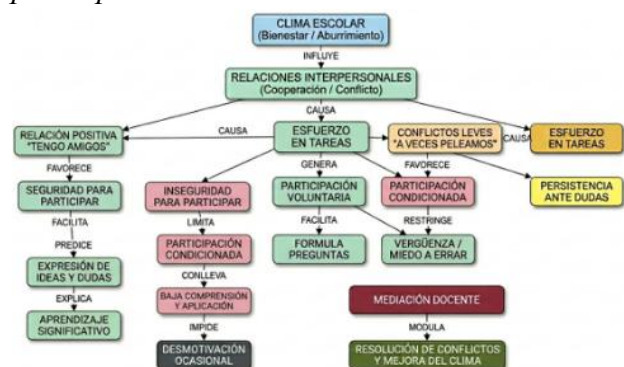 CLIMA ESCOLAR
(Bienestar / Aburrimiento)
INFLUYE
RELACIONES INTERPERSONALES
(Cooperación / Conflicto)
CAUSA
RELACIÓN POSITIVA
"TENGO AMIGOS"
CAUSA
ESFUERZO
EN TAREAS
CONFLICTOS LEVES
"A VECES PELEAMOS"
CAUSA
ESFUERZO
EN TAREAS
FAVORECE
GENERA
FAVORECE
SEGURIDAD PARA
PARTICIPAR
INSEGURIDAD
PARA PARTICIPAR
PARTICIPACIÓN
VOLUNTARIA
PARTICIPACIÓN
CONDICIONADA
PERSISTENCIA
ANTE DUDAS
FACILITA
LIMITA
FACILITA
RESTRINGE
PREDICE
PARTICIPACIÓN
CONDICIONADA
FORMULA
PREGUNTAS
VERGÜENZA /
MIEDO A ERRAR
EXPRESIÓN DE
IDEAS Y DUDAS
CONLLEVA
EXPLICA
BAJA COMPRENSIÓN
Y APLICACIÓN
MEDIACIÓN DOCENTE
APRENDIZAJE
SIGNIFICATIVO
IMPIDE
MODULA
DESMOTIVACIÓN
OCASIONAL
RESOLUCIÓN DE CONFLICTOS
Y MEJORA DEL CLIMA